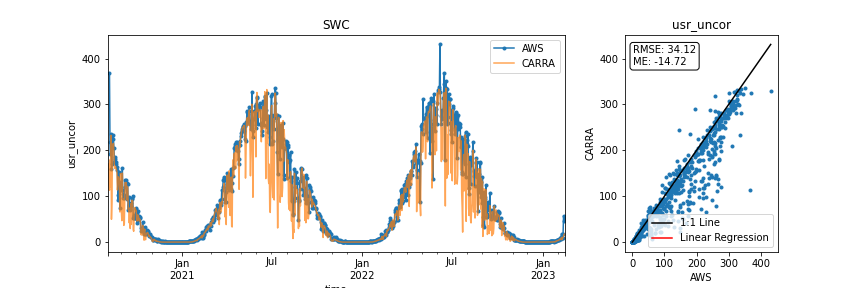 SWC
usr_uncor
400
300
200
100
0
AWS
CARRA
Jan
2021
Jul
Jan
2022
Jul
Jan
2023
time
usr_uncor
RMSE: 34.12
ME: -14.72
CARRA
400
300
200
100
0
1:1 Line
Linear Regression
0 100 200 300 400
AWS